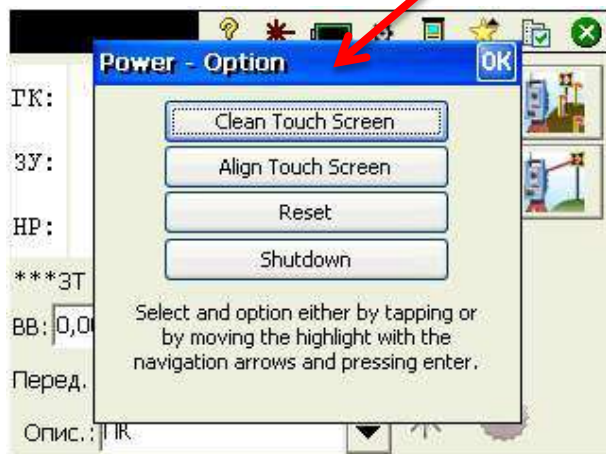 Power - Option
OK
ГК:
Clean Touch Screen
ЗУ:
Align Touch Screen
Reset
НР:
Shutdown
***ЗТ
Select and option either by tapping or
ВВ: 0,0
by moving the highlight with the
navigation arrows and pressing enter.
Перед.
Опис.: ПК